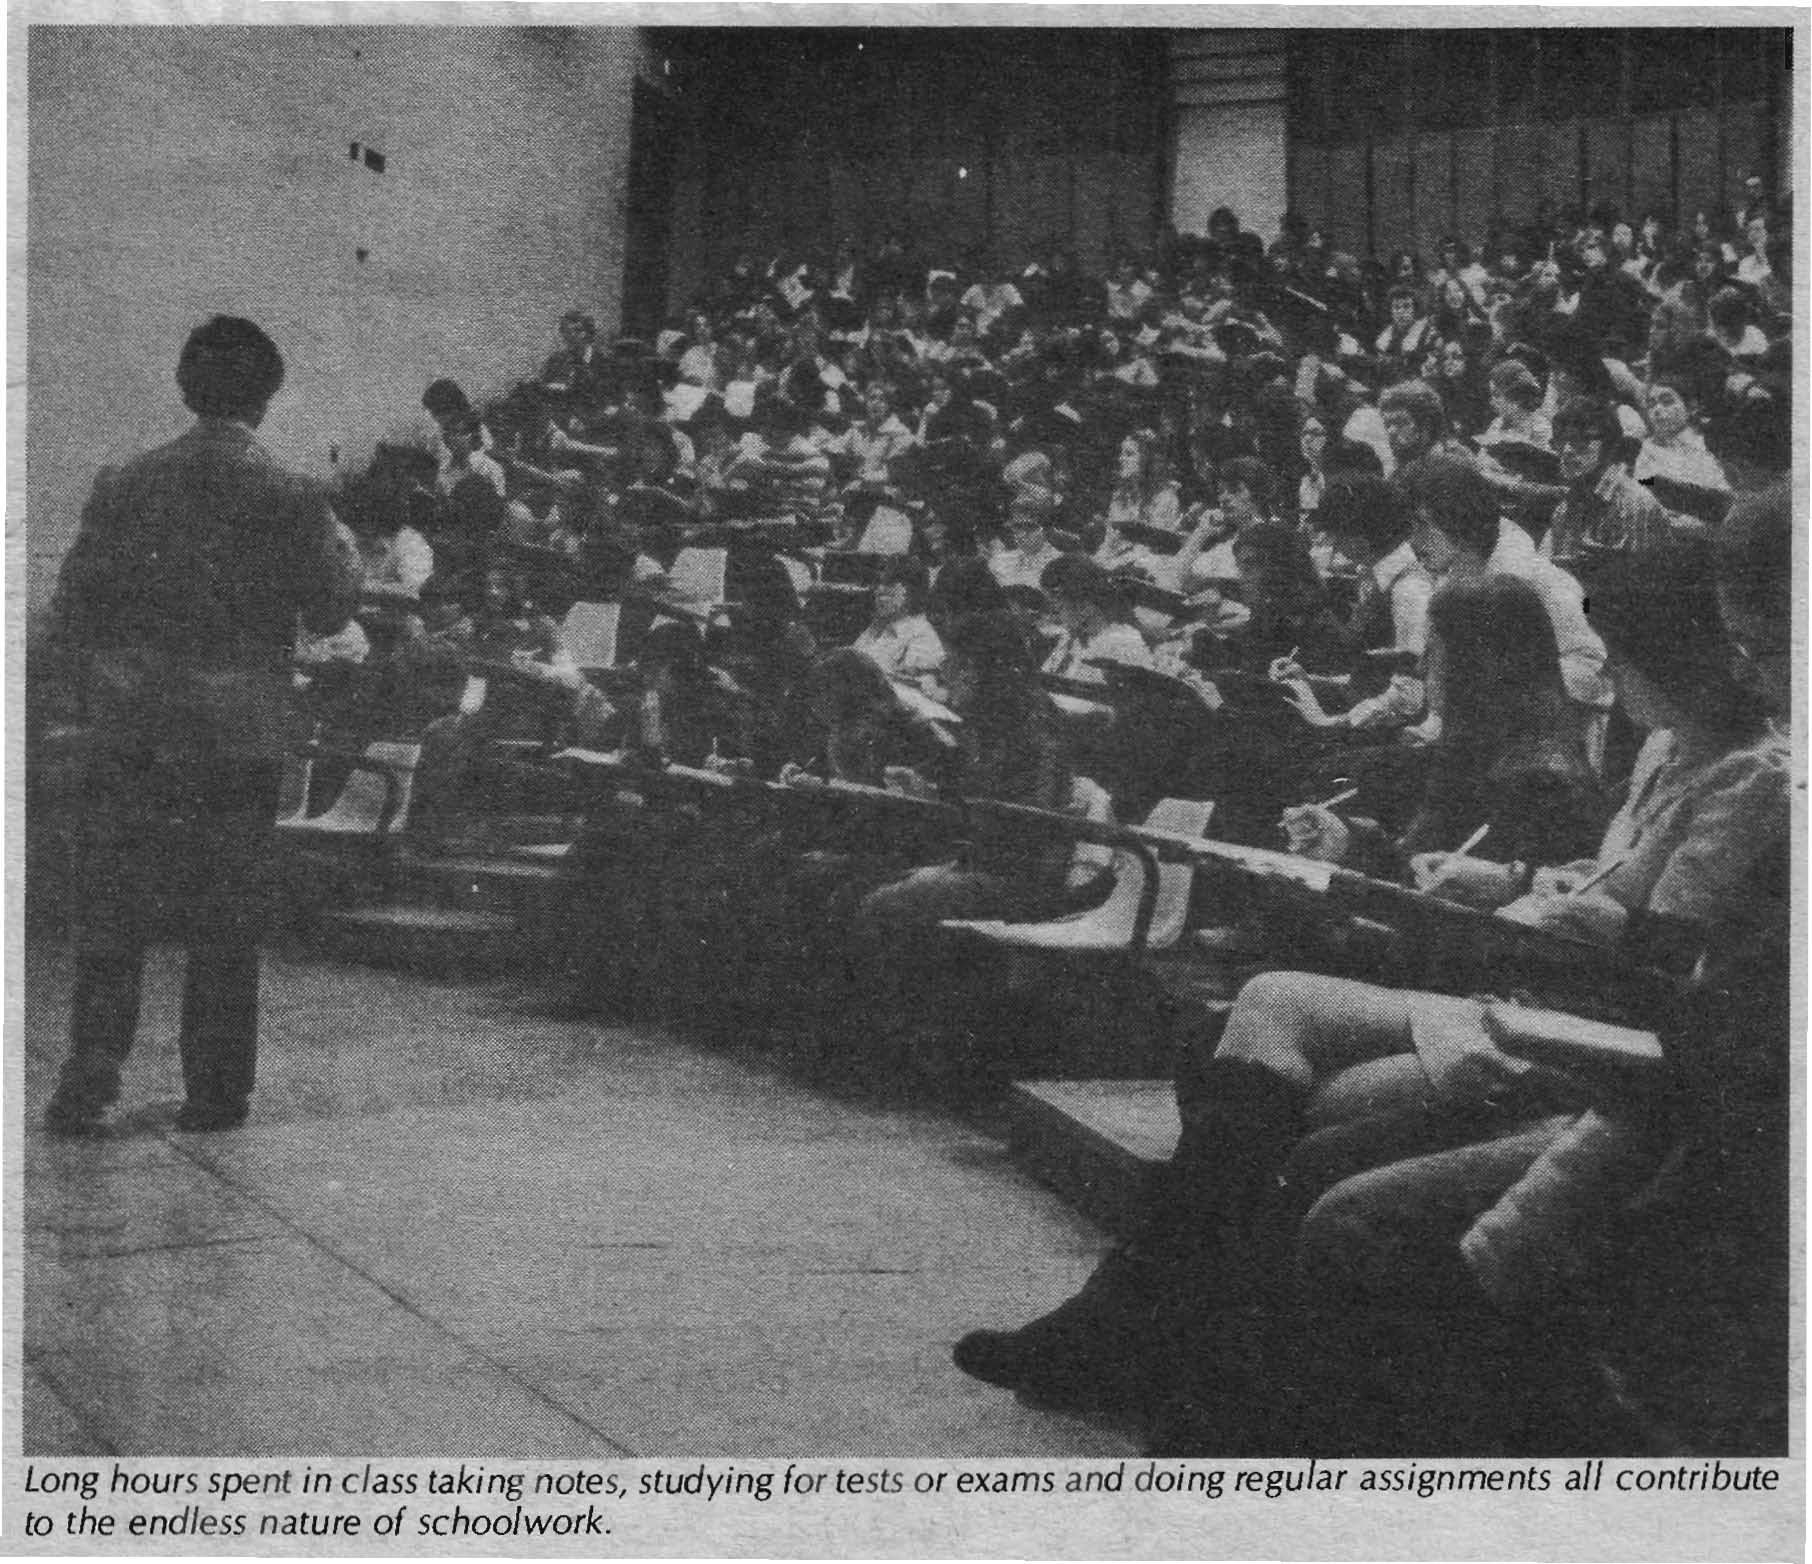 Long hours spent in class taking notes, studying for tests or exams and doing regular assignments all contribute
to the endless nature of schoolwork.